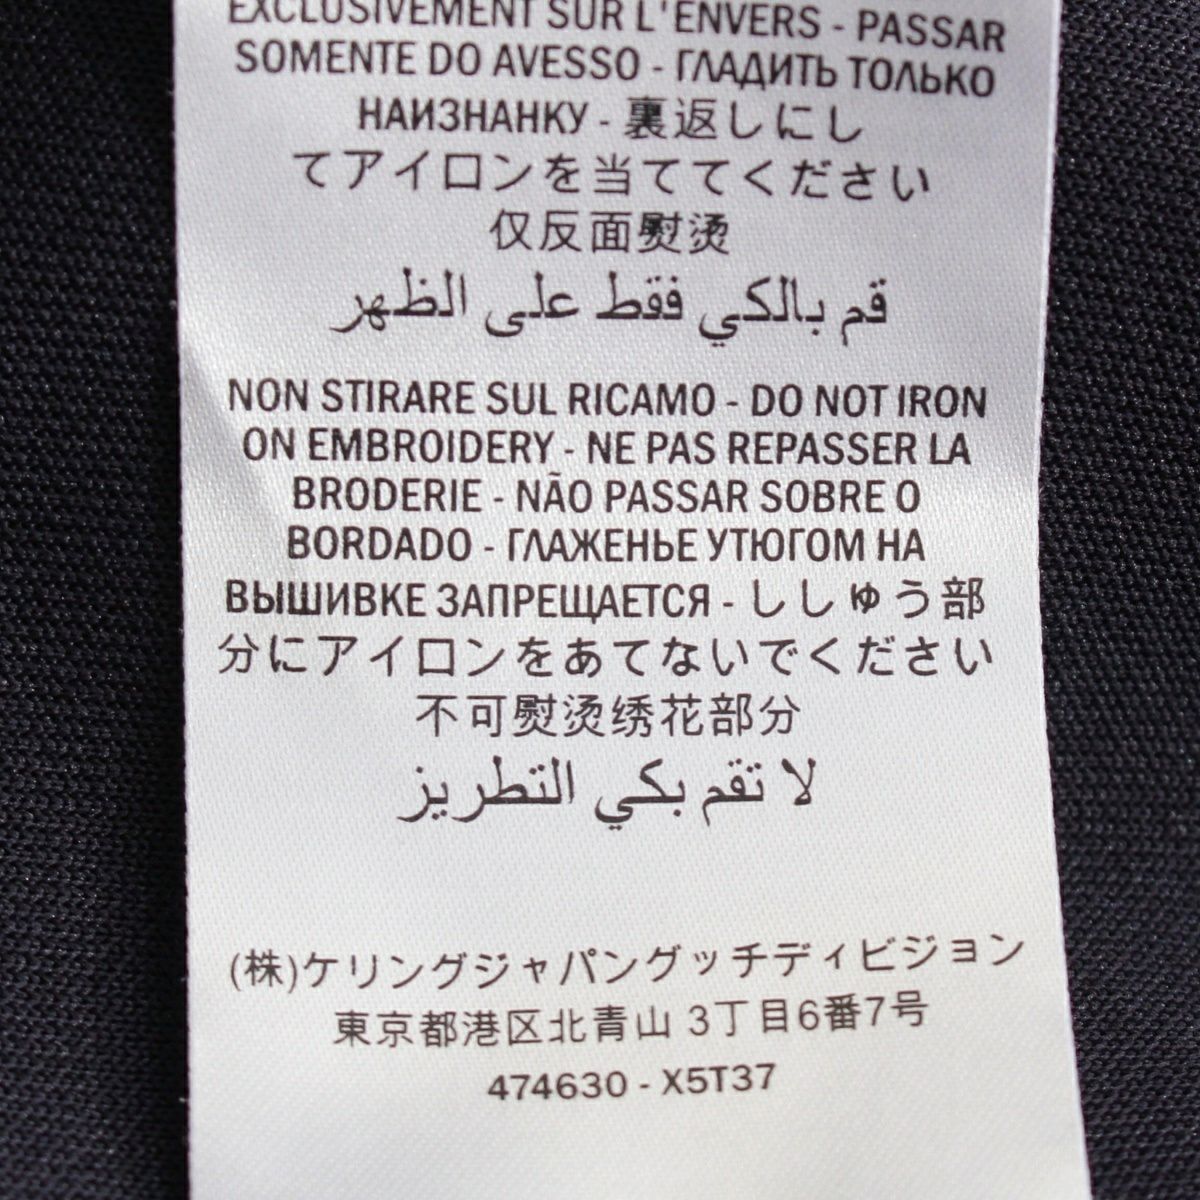 EXCLUSIVEMENT SUR L'ENVERS - PASSAR
SOMENTE DO AVESSO - ГЛАДИТЬ ТОЛЬКО
НАИЗНАНКУ - 裏返しにし
てアイロンを当ててください
仅反面熨烫
قم بالكي فقط على الظهر
NON STIRARE SUL RICAMO - DO NOT IRON
ON EMBROIDERY - NE PAS REPASSER LA
BRODERIE - NÃO PASSAR SOBRE O
BORDADO - ГЛАЖЕНЬЕ УТЮГОМ НА
ВЫШИВКЕ ЗАПРЕЩАЕТСЯ - ししゅう部
分にアイロンをあてないでください
不可熨烫绣花部分
لا تقم بكي التطريز
(株)ケリングジャパングッチディビジョン
東京都港区北青山 3丁目6番7号
474630 - X5T37